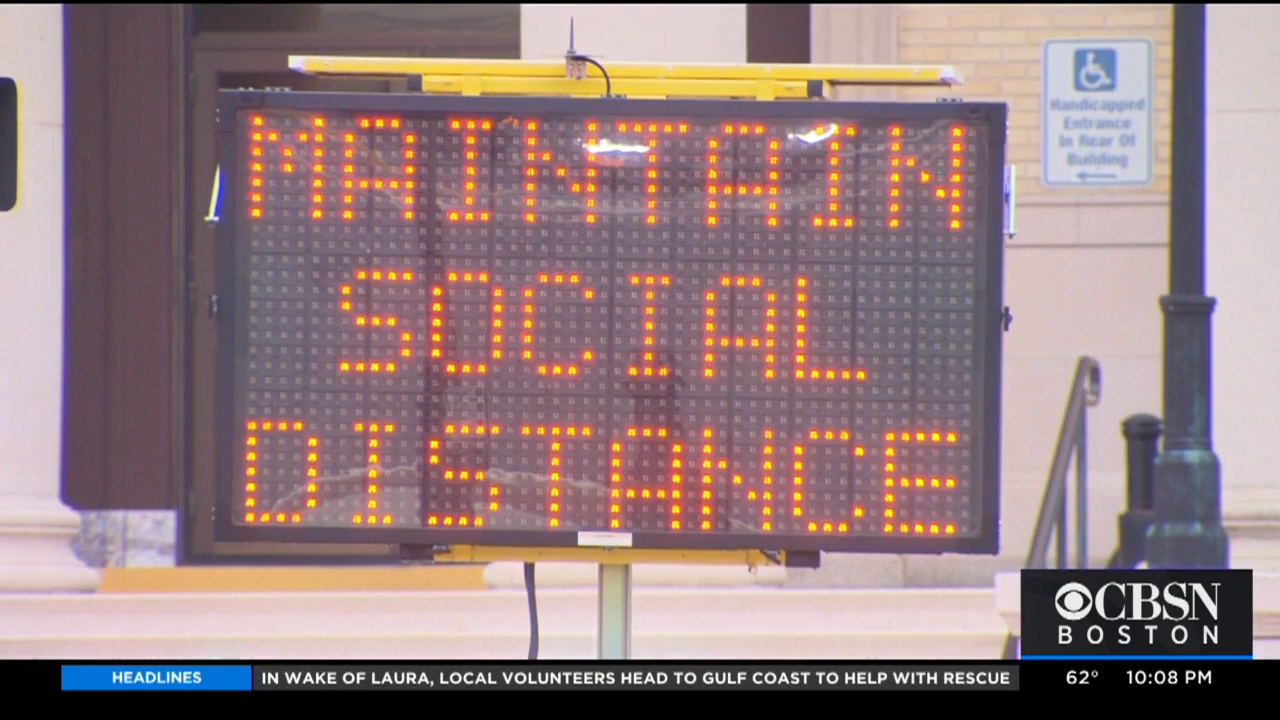 MAINTAIN
SOCIAL
DISTANCE
Handicapped
Entrance
In Rear Of
Building
CBSN
BOSTON
HEADLINES
IN WAKE OF LAURA, LOCAL VOLUNTEERS HEAD TO GULF COAST TO HELP WITH RESCUE
62° 10:08 PM